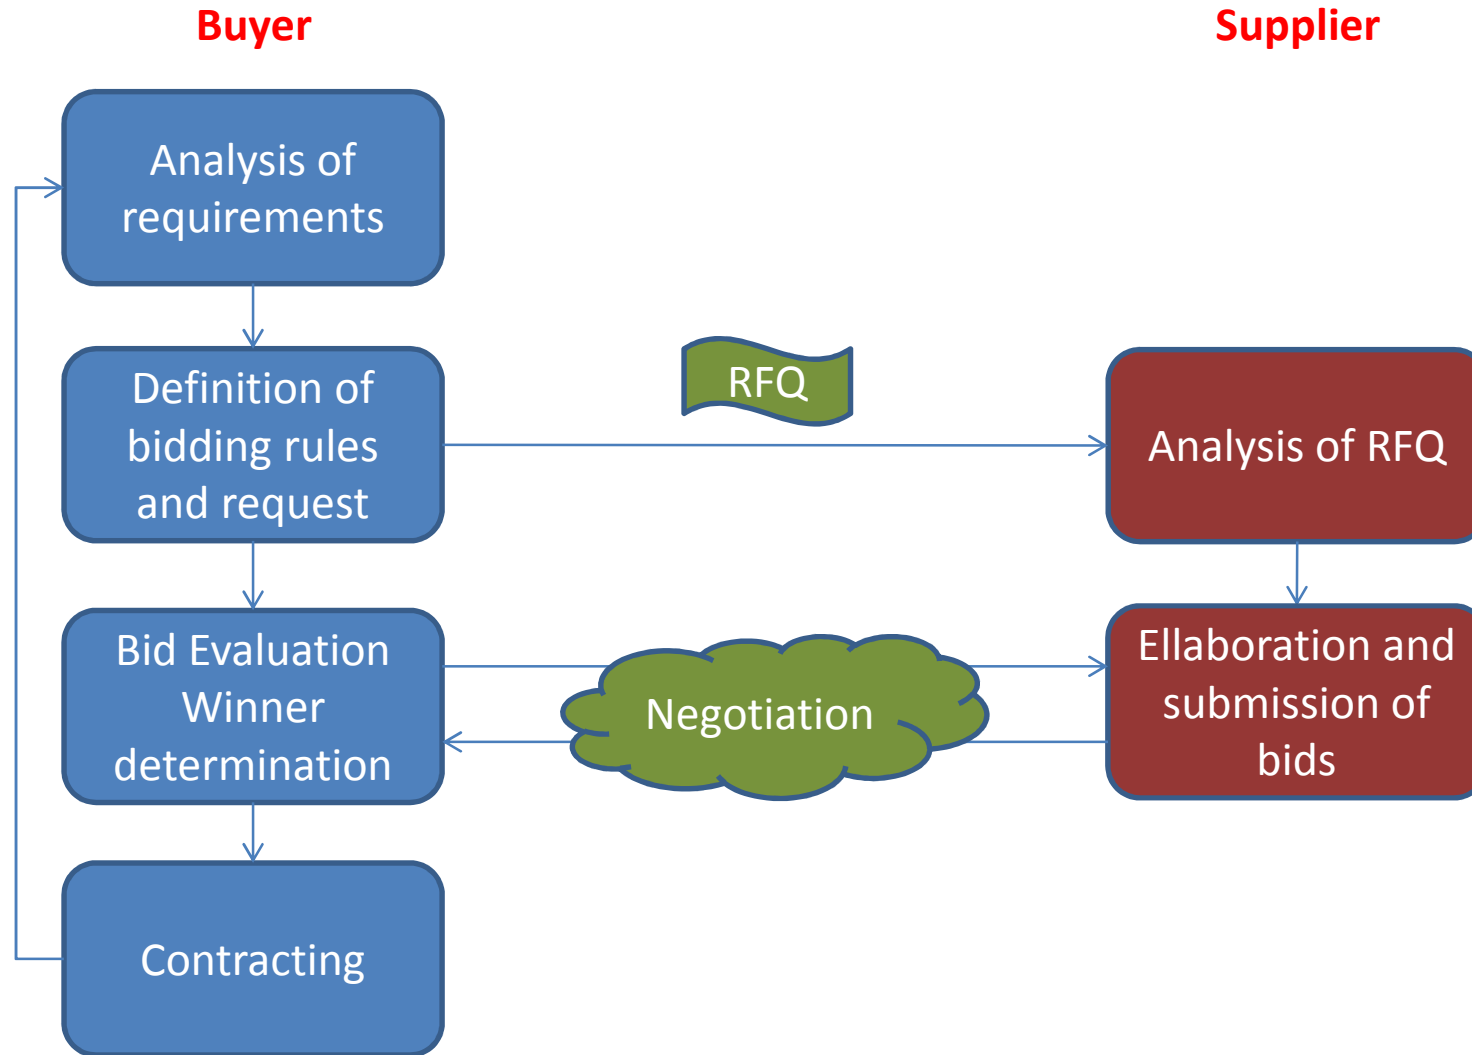 Buyer
Supplier
Analysis of
requirements
Definition of
bidding rules
and request
RFQ
Analysis of RFQ
Bid Evaluation
Winner
determination
Negotiation
Ellaboration and
submission of
bids
Contracting